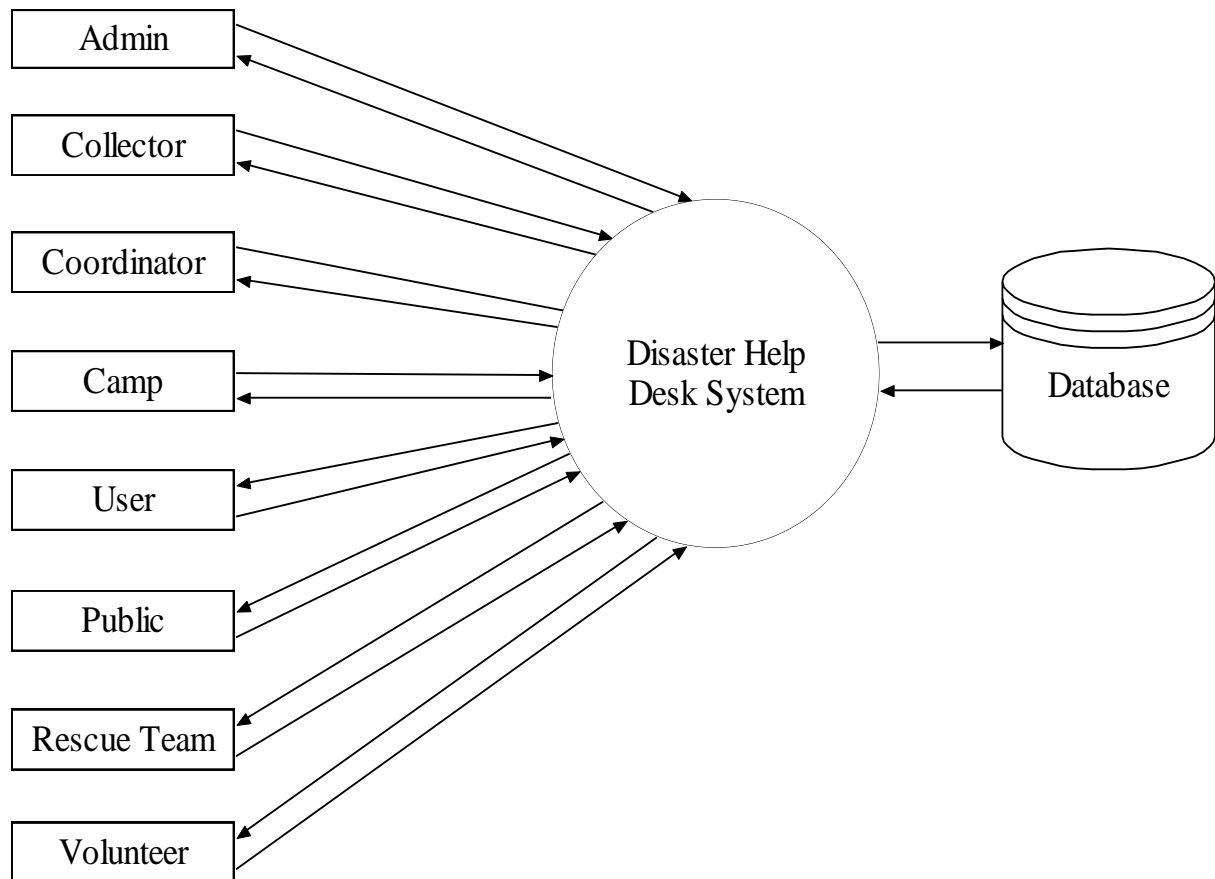 Admin
Collector
Coordinator
Camp
User
Public
Rescue Team
Volunteer
Disaster Help
Desk System
Database